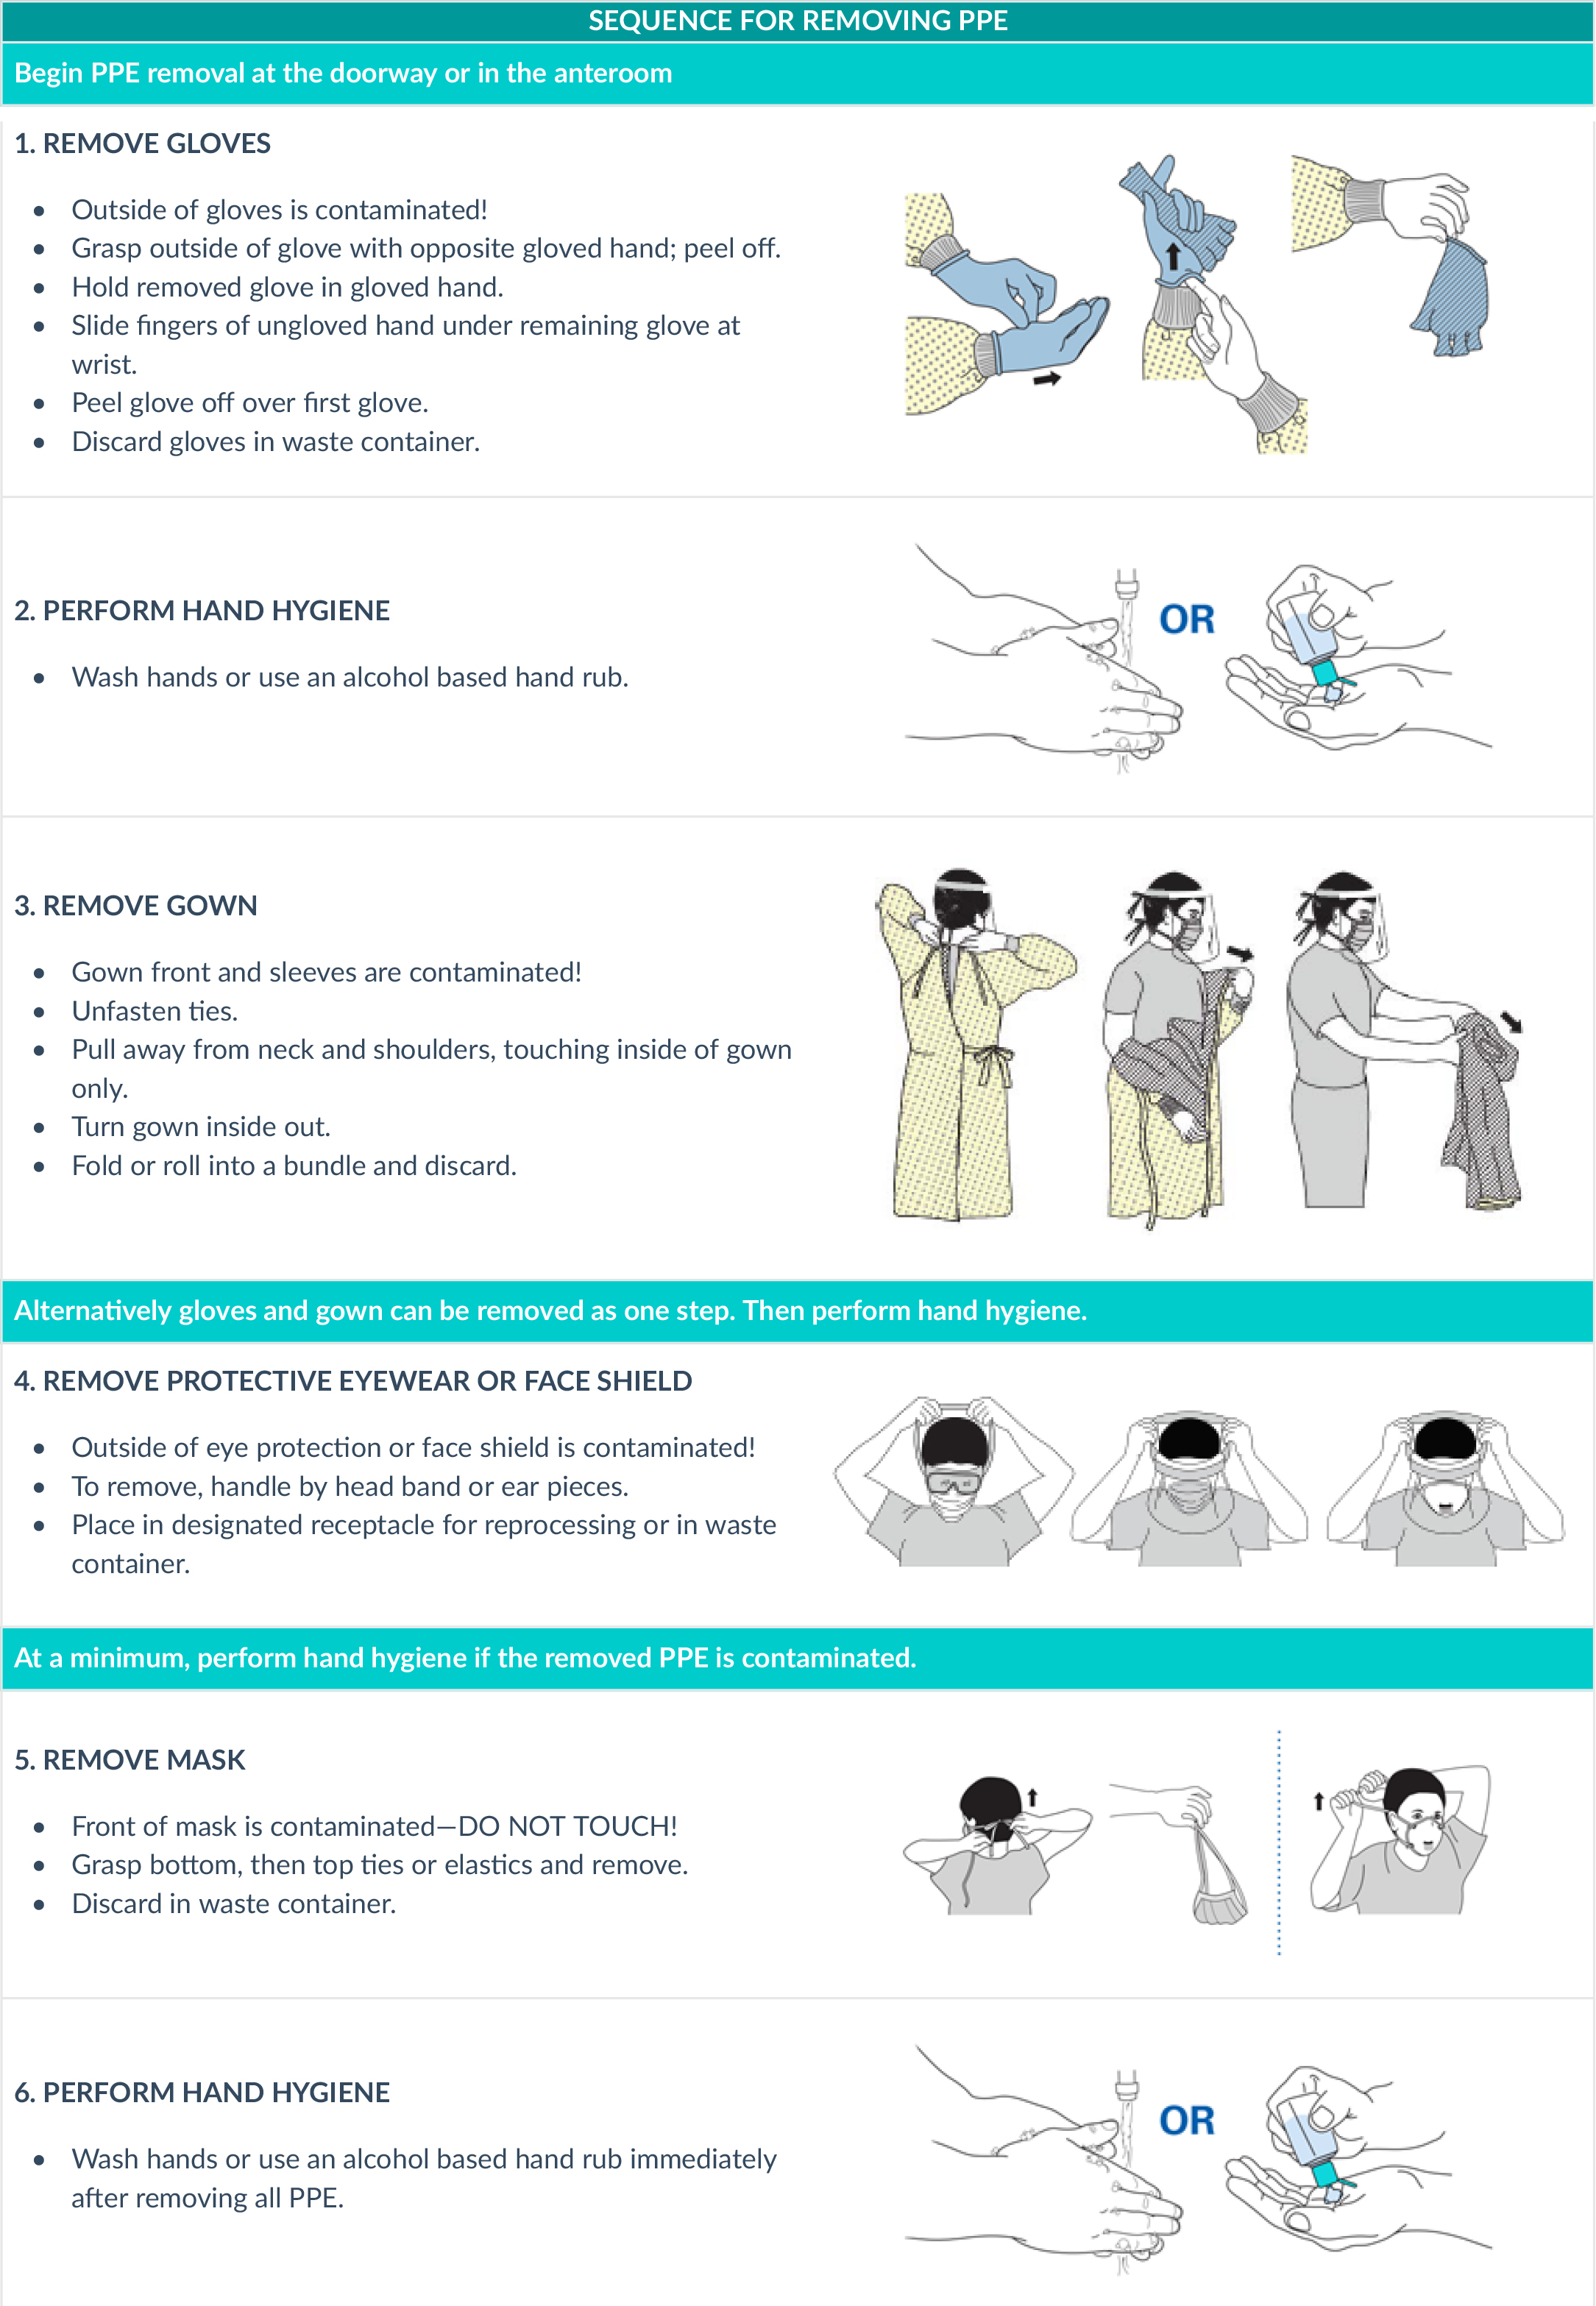 SEQUENCE FOR REMOVING PPE
Begin PPE removal at the doorway or in the anteroom
1. REMOVE GLOVES
• Outside of gloves is contaminated!
• Grasp outside of glove with opposite gloved hand; peel off.
• Hold removed glove in gloved hand.
• Slide fingers of ungloved hand under remaining glove at
wrist.
• Peel glove off over first glove.
• Discard gloves in waste container.
2. PERFORM HAND HYGIENE
• Wash hands or use an alcohol based hand rub.
OR
3. REMOVE GOWN
• Gown front and sleeves are contaminated!
• Unfasten ties.
• Pull away from neck and shoulders, touching inside of gown
only.
• Turn gown inside out.
• Fold or roll into a bundle and discard.
Alternatively gloves and gown can be removed as one step. Then perform hand hygiene.
4. REMOVE PROTECTIVE EYEWEAR OR FACE SHIELD
• Outside of eye protection or face shield is contaminated!
• To remove, handle by head band or ear pieces.
• Place in designated receptacle for reprocessing or in waste
container.
At a minimum, perform hand hygiene if the removed PPE is contaminated.
5. REMOVE MASK
• Front of mask is contaminated—DO NOT TOUCH!
• Grasp bottom, then top ties or elastics and remove.
• Discard in waste container.
6. PERFORM HAND HYGIENE
• Wash hands or use an alcohol based hand rub immediately
after removing all PPE.
OR